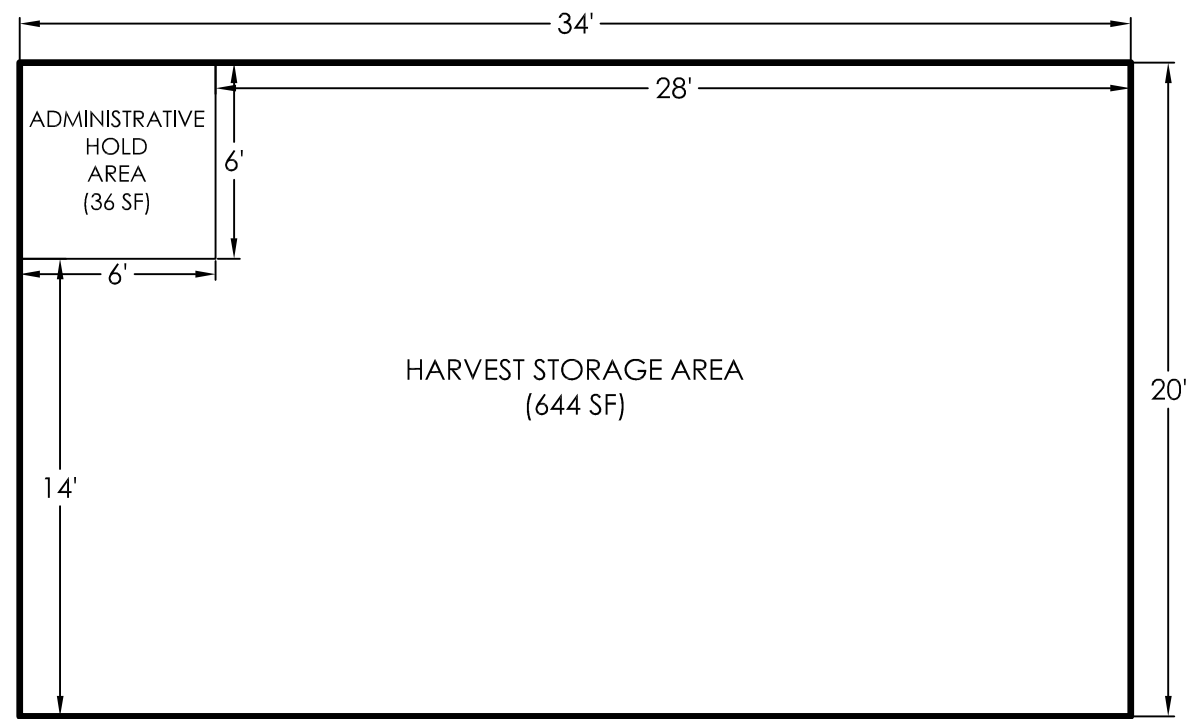 34'
28'
ADMINISTRATIVE
HOLD
AREA
(36 SF)
6'
6'
HARVEST STORAGE AREA
(644 SF)
20'
14'